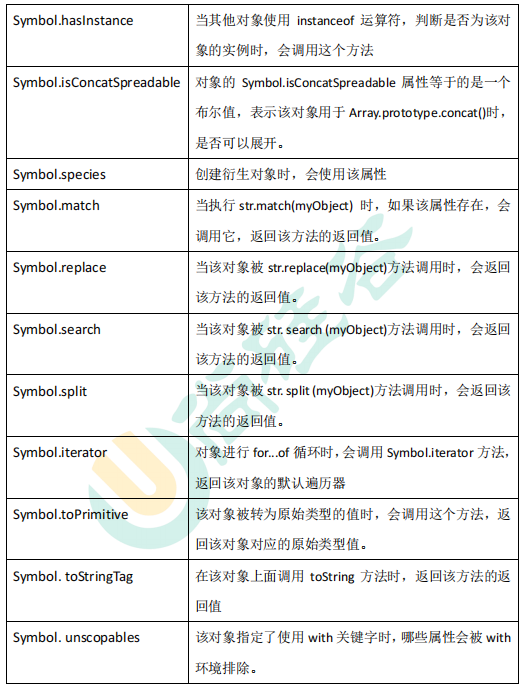 Symbol.hasInstance
当其他对象使用 instanceof 运算符，判断是否为该对
象的实例时，会调用这个方法
Symbol.isConcatSpreadable
对象的 Symbol.isConcatSpreadable 属性等于的是一个
布尔值，表示该对象用于 Array.prototype.concat()时，
是否可以展开。
Symbol.species
创建衍生对象时，会使用该属性
Symbol.match
当执行 str.match(myObject) 时，如果该属性存在，会
调用它，返回该方法的返回值。
Symbol.replace
当该对象被 str.replace(myObject)方法调用时，会返回
该方法的返回值。
Symbol.search
当该对象被 str. search (myObject)方法调用时，会返回
该方法的返回值。
Symbol.split
当该对象被 str. split (myObject)方法调用时，会返回该
方法的返回值。
Symbol.iterator
对象进行 for...of 循环时，会调用 Symbol.iterator 方法，
返回该对象的默认遍历器
Symbol.toPrimitive
该对象被转为原始类型的值时，会调用这个方法，返
回该对象对应的原始类型值。
Symbol. toStringTag
在该对象上面调用 toString 方法时，返回该方法的返
回值
Symbol. unscopables
该对象指定了使用 with 关键字时，哪些属性会被 with
环境排除。
尚硅谷